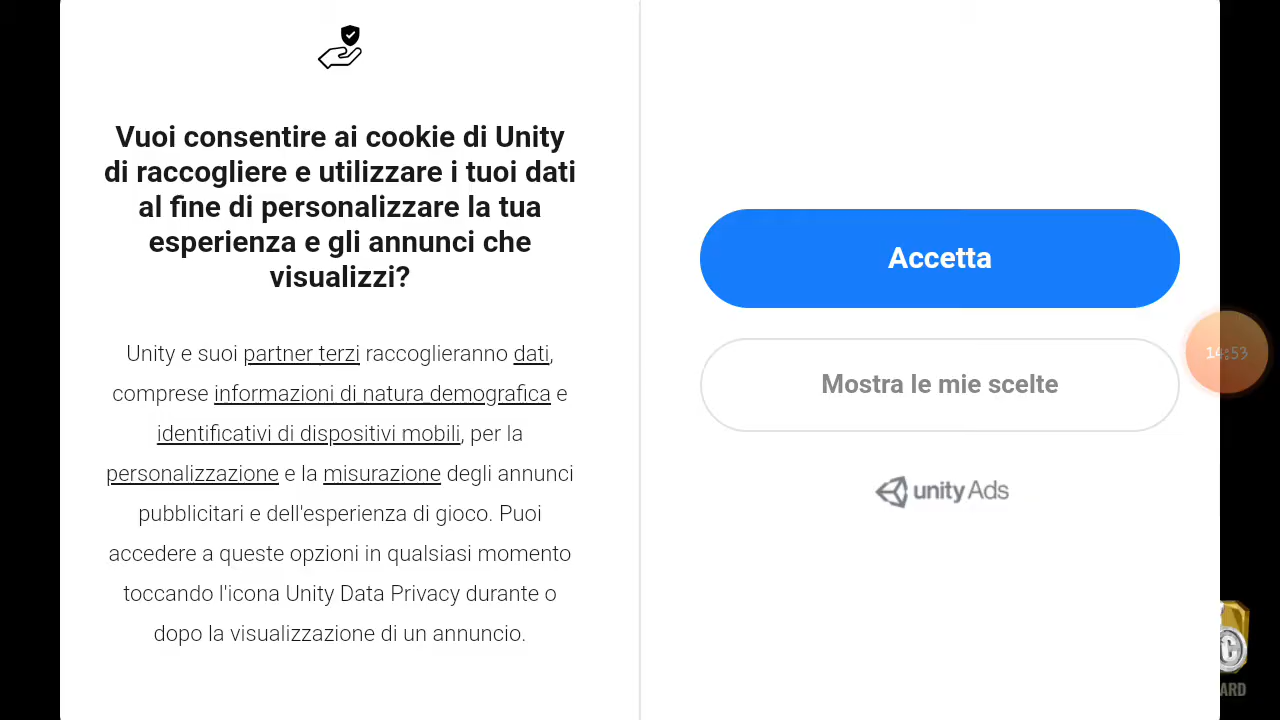 Vuoi consentire ai cookie di Unity
di raccogliere e utilizzare i tuoi dati
al fine di personalizzare la tua
esperienza e gli annunci che
visualizzi?
Unity e suoi partner terzi raccoglieranno dati,
comprese informazioni di natura demografica e
identificativi di dispositivi mobili, per la
personalizzazione e la misurazione degli annunci
pubblicitari e dell'esperienza di gioco. Puoi
accedere a queste opzioni in qualsiasi momento
toccando l'icona Unity Data Privacy durante o
dopo la visualizzazione di un annuncio.
Accetta
Mostra le mie scelte
unity Ads
14:53
C
ARD